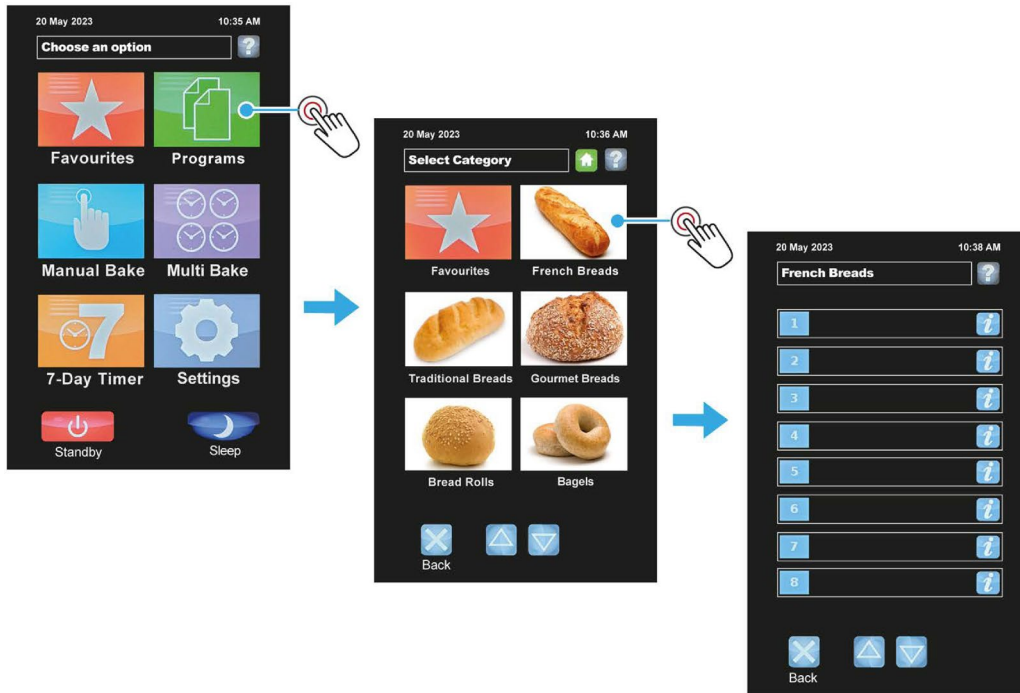 20 May 2023 10:35 AM
Choose an option ?
Favourites Programs
Manual Bake Multi Bake
7
7-Day Timer Settings
Standby Sleep
20 May 2023 10:36 AM
Select Category ?
Favourites French Breads
Traditional Breads Gourmet Breads
Bread Rolls Bagels
Back
20 May 2023 10:38 AM
French Breads ?
1 i
2 i
3 i
4 i
5 i
6 i
7 i
8 i
Back